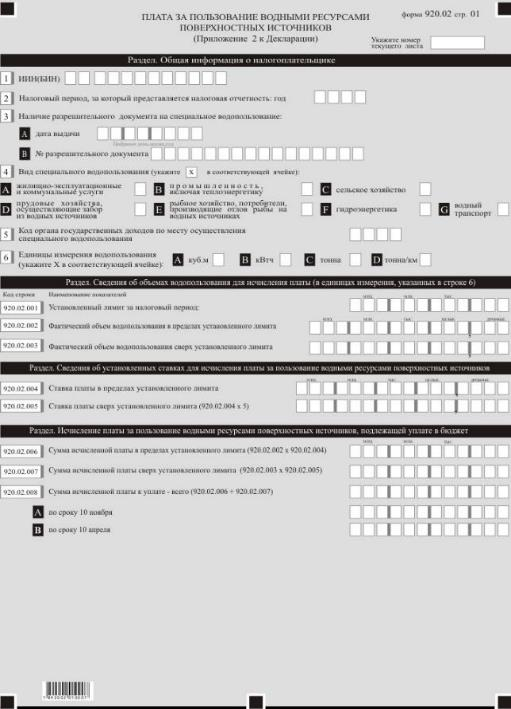 ПЛАТА ЗА ПОЛЬЗОВАНИЕ ВОДНЫМИ РЕСУРСАМИ
ПОВЕРХНОСТНЫХ ИСТОЧНИКОВ
(Приложение 2 к Декларации)
форма 920.02 стр. 01
Укажите номер
текущего листа
Раздел. Общая информация о налогоплательщике
1 ИИН(БИН)
2 Налоговый период, за который представляется налоговая отчетность: год
3 Наличие разрешительного документа на специальное водопользование:
A дата выдачи
B № разрешительного документа
4 Вид специального водопользования (укажите X в соответствующей ячейке):
A жилищно-эксплуатационные
и коммунальные услуги
B промышленность,
включая теплоэнергетику
C сельское хозяйство
D прудовые хозяйства,
осуществляющие забор
из водных источников
E рыбное хозяйство, потребители,
производящие отлов рыбы на
водных источниках
F гидроэнергетика
G водный
транспорт
5 Код органа государственных доходов по месту осуществления
специального водопользования
6 Единицы измерения водопользования
(укажите X в соответствующей ячейке):
A куб.м B кВтч C тонна D тонна/км
Раздел. Сведения об объемах водопользования для исчисления платы (в единицах измерения, указанных в строке 6)
Код строки Наименование показателей
920.02.001 Установленный лимит за налоговый период:
920.02.002 Фактический объем водопользования в пределах установленного лимита
920.02.003 Фактический объем водопользования сверх установленного лимита
Раздел. Сведения об установленных ставках для исчисления платы за пользование водными ресурсами поверхностных источников
920.02.004 Ставка платы в пределах установленного лимита
920.02.005 Ставка платы сверх установленного лимита (920.02.004 x 5)
Раздел. Исчисление платы за пользование водными ресурсами поверхностных источников, подлежащей уплате в бюджет
920.02.006 Сумма исчисленной платы в пределах установленного лимита (920.02.002 x 920.02.004)
920.02.007 Сумма исчисленной платы сверх установленного лимита (920.02.003 x 920.02.005)
920.02.008 Сумма исчисленной платы к уплате - всего (920.02.006 + 920.02.007)
A по сроку 10 ноября
B по сроку 10 апреля